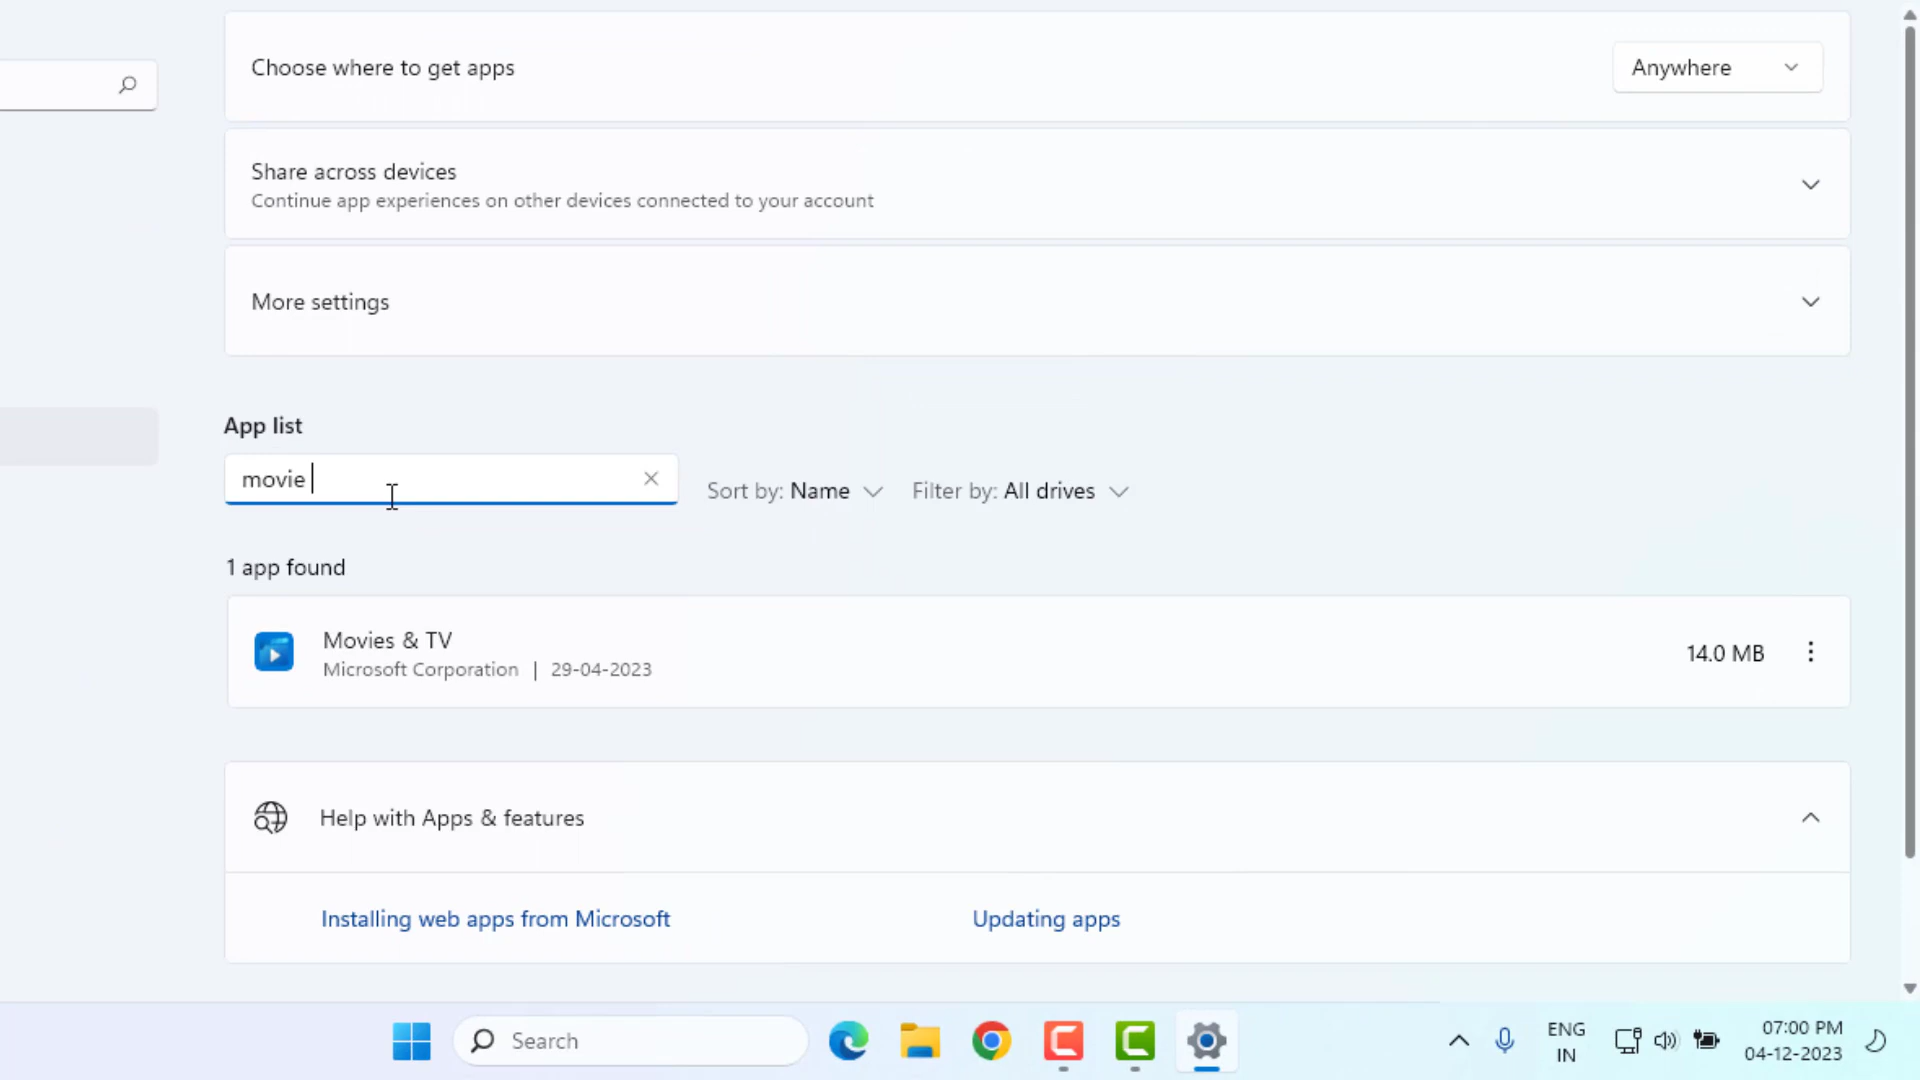 Choose where to get apps
Anywhere
Share across devices
Continue app experiences on other devices connected to your account
More settings
App list
movie
Sort by: Name
Filter by: All drives
1 app found
Movies & TV
Microsoft Corporation | 29-04-2023
14.0 MB
Help with Apps & features
Installing web apps from Microsoft
Updating apps
Search
ENG
IN
07:00 PM
04-12-2023